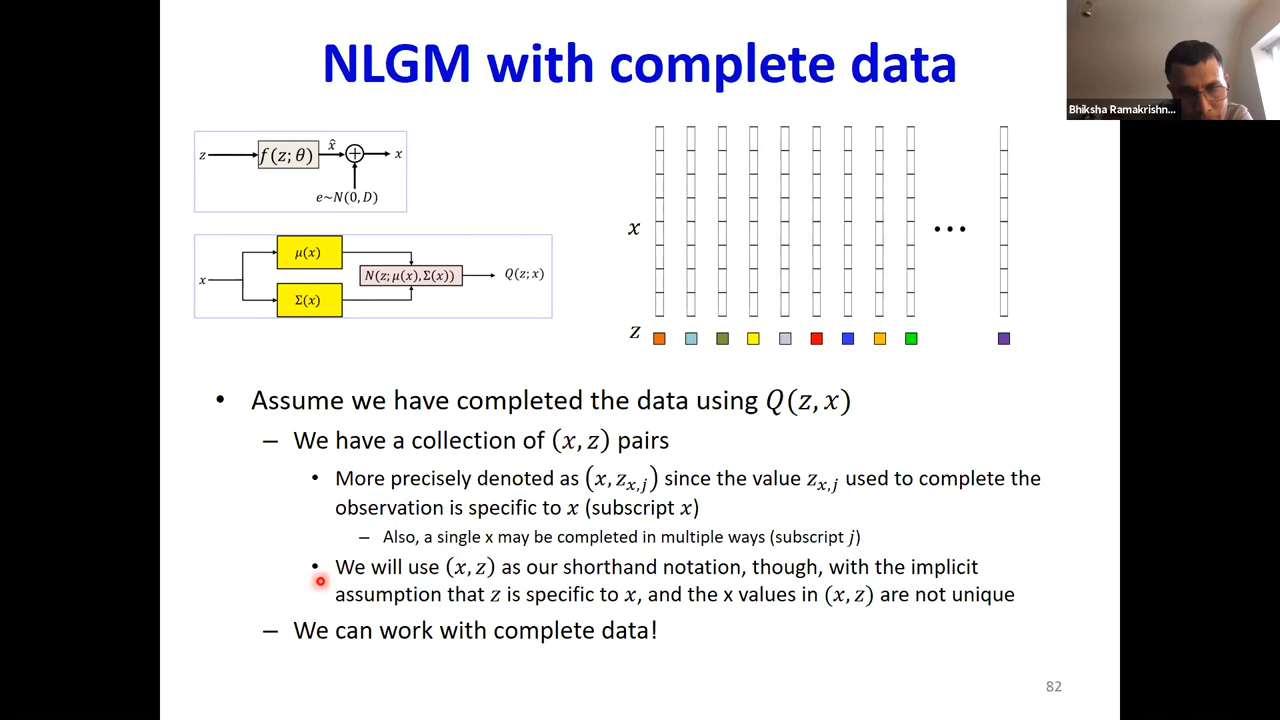 NLGM with complete data
Bhiksha Ramakrishn...
z
f(z;θ)
x̂
x
e~N(0,D)
x
μ(x)
Σ(x)
N(z;μ(x),Σ(x))
Q(z;x)
x
...
z
• Assume we have completed the data using Q(z,x)
– We have a collection of (x,z) pairs
• More precisely denoted as (x,z_{x,j}) since the value z_{x,j} used to complete the
observation is specific to x (subscript x)
– Also, a single x may be completed in multiple ways (subscript j)
• We will use (x,z) as our shorthand notation, though, with the implicit
assumption that z is specific to x, and the x values in (x,z) are not unique
– We can work with complete data!
82